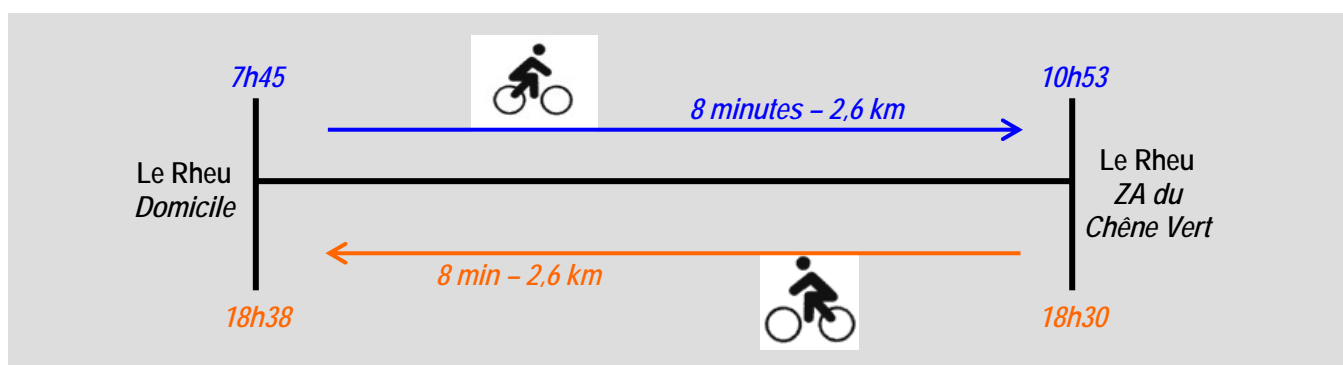 7h45
10h53
8 minutes – 2,6 km
Le Rheu
Domicile
Le Rheu
ZA du
Chêne Vert
8 min – 2,6 km
18h38
18h30